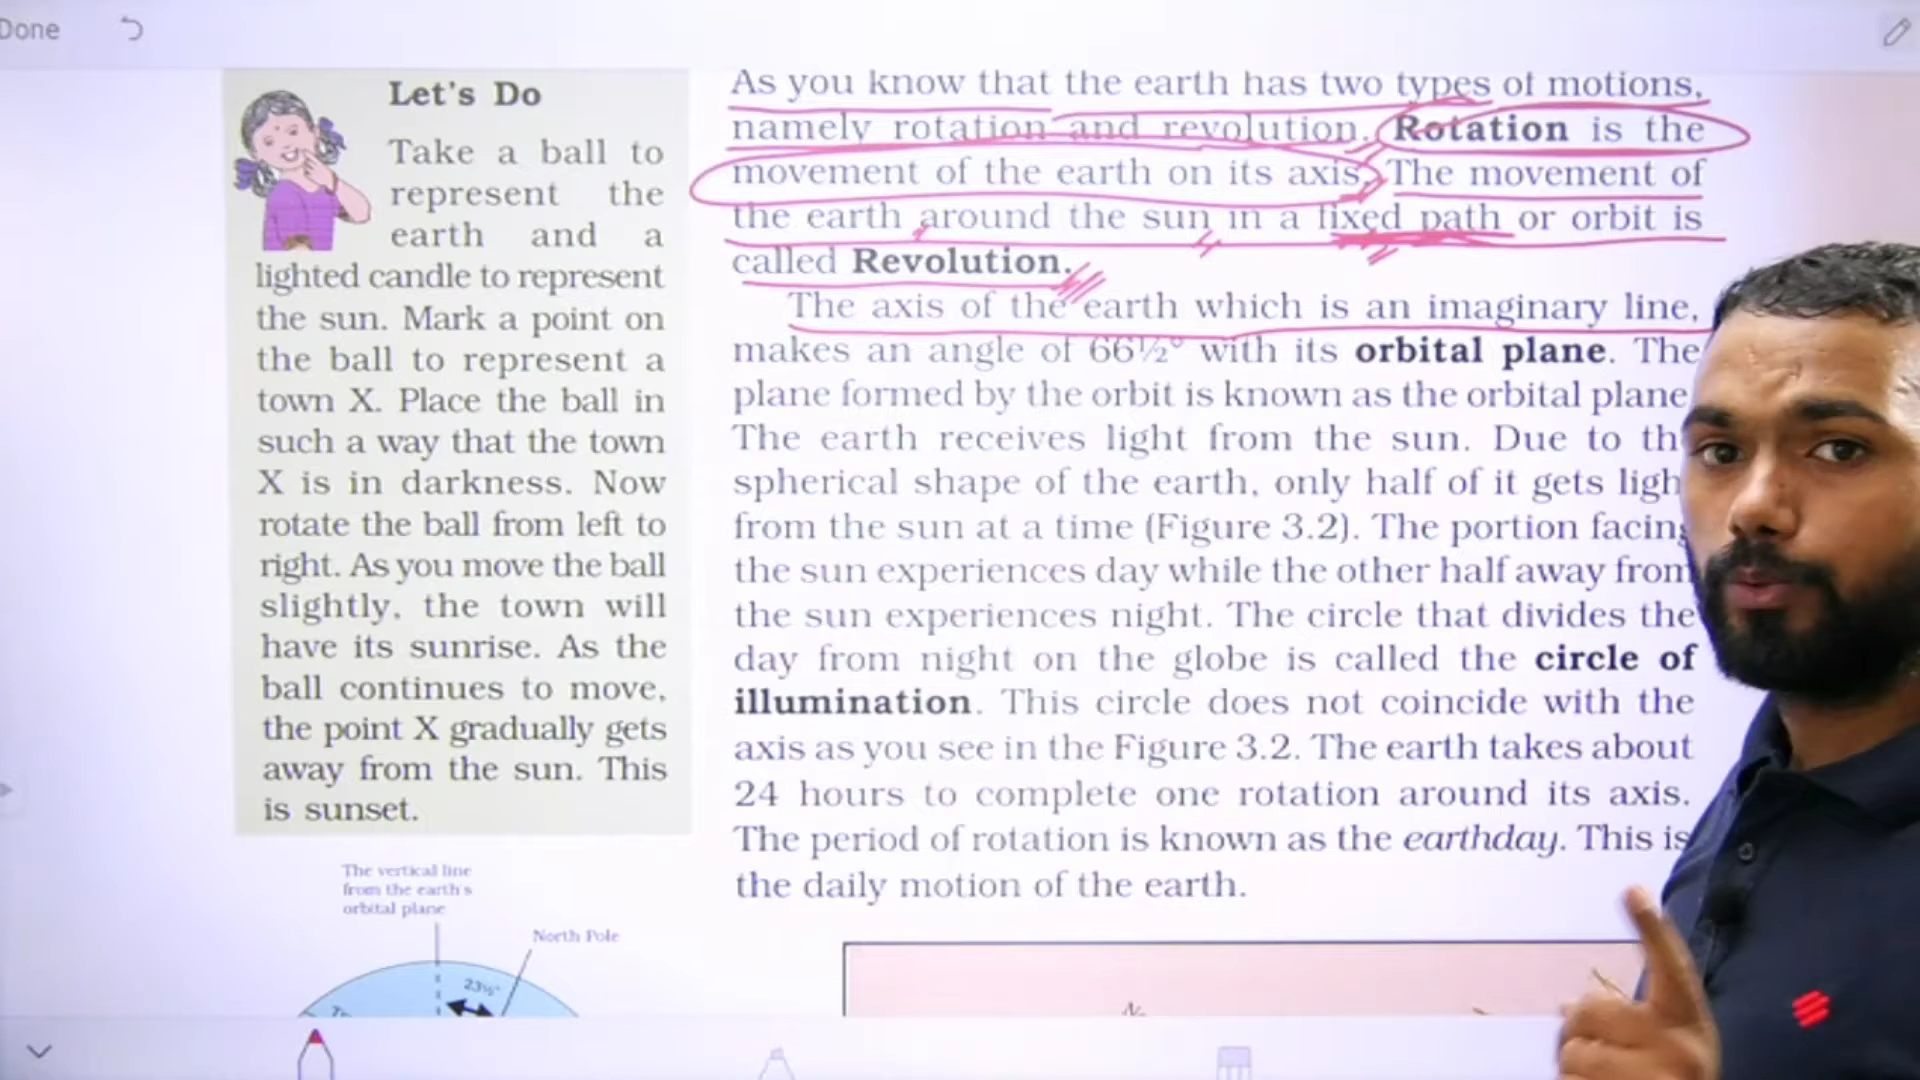 Done
Let's Do
Take a ball to
represent the
earth and a
lighted candle to represent
the sun. Mark a point on
the ball to represent a
town X. Place the ball in
such a way that the town
X is in darkness. Now
rotate the ball from left to
right. As you move the ball
slightly, the town will
have its sunrise. As the
ball continues to move,
the point X gradually gets
away from the sun. This
is sunset.
As you know that the earth has two types of motions,
namely rotation and revolution. Rotation is the
movement of the earth on its axis. The movement of
the earth around the sun in a fixed path or orbit is
called Revolution.
The axis of the earth which is an imaginary line,
makes an angle of 66½° with its orbital plane. The
plane formed by the orbit is known as the orbital plane
The earth receives light from the sun. Due to th
spherical shape of the earth, only half of it gets ligh
from the sun at a time (Figure 3.2). The portion facing
the sun experiences day while the other half away from
the sun experiences night. The circle that divides the
day from night on the globe is called the circle of
illumination. This circle does not coincide with the
axis as you see in the Figure 3.2. The earth takes about
24 hours to complete one rotation around its axis.
The period of rotation is known as the earthday. This is
the daily motion of the earth.
The vertical line
from the earth's
orbital plane
North Pole
23½°